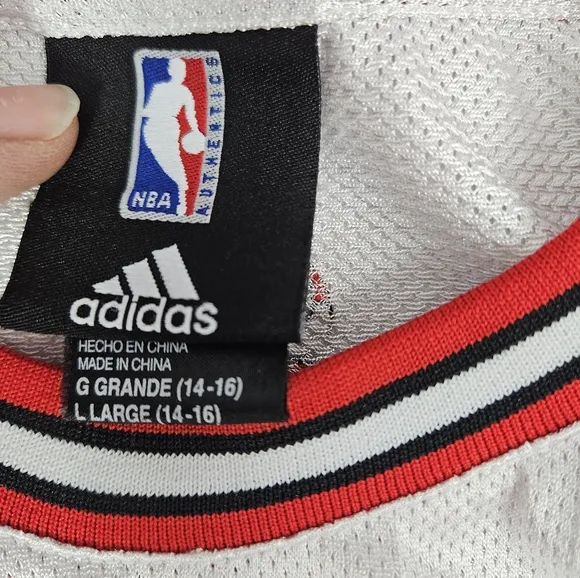 NBA
AUTHENTICS
adidas
HECHO EN CHINA
MADE IN CHINA
G GRANDE (14-16)
L LARGE (14-16)